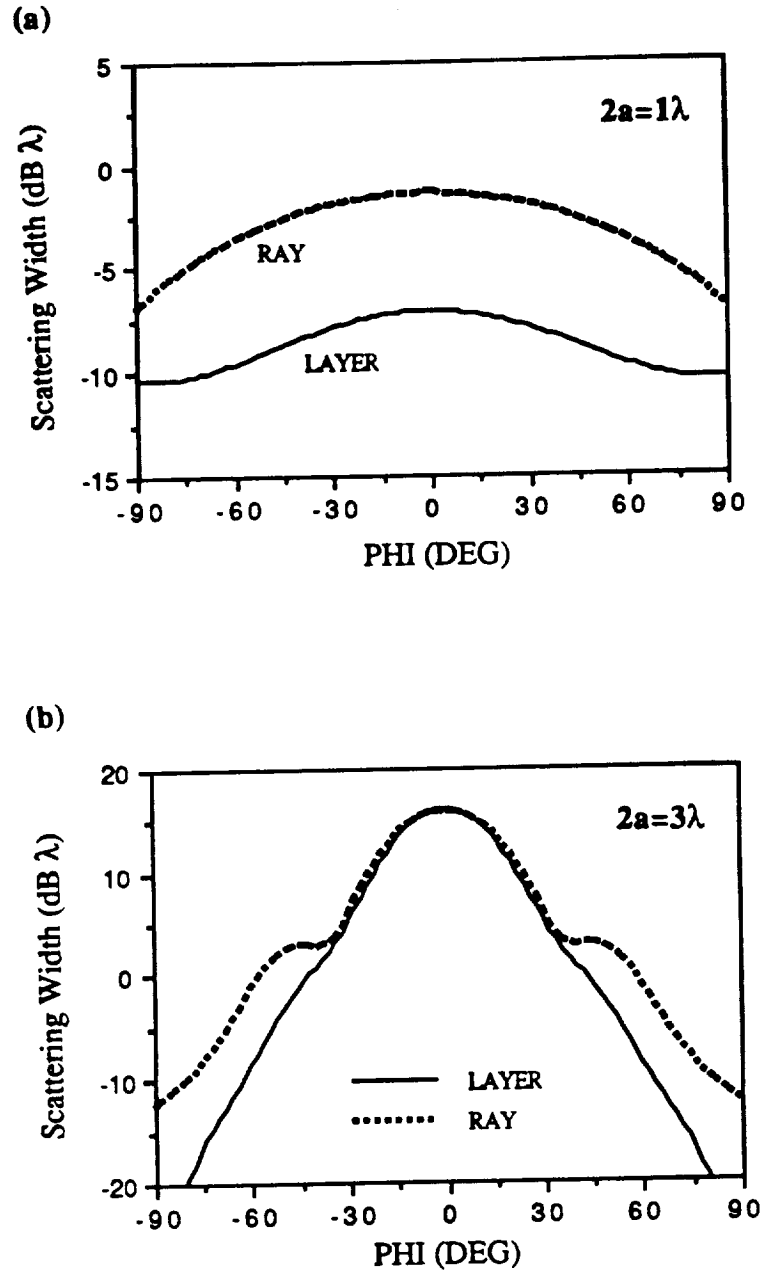 (a)
5
2a=1λ
0
RAY
-5
LAYER
-10
-15
Scattering Width (dB λ)
-90 -60 -30 0 30 60 90
PHI (DEG)
(b)
20
2a=3λ
10
0
-10
LAYER
RAY
-20
Scattering Width (dB λ)
-90 -60 -30 0 30 60 90
PHI (DEG)